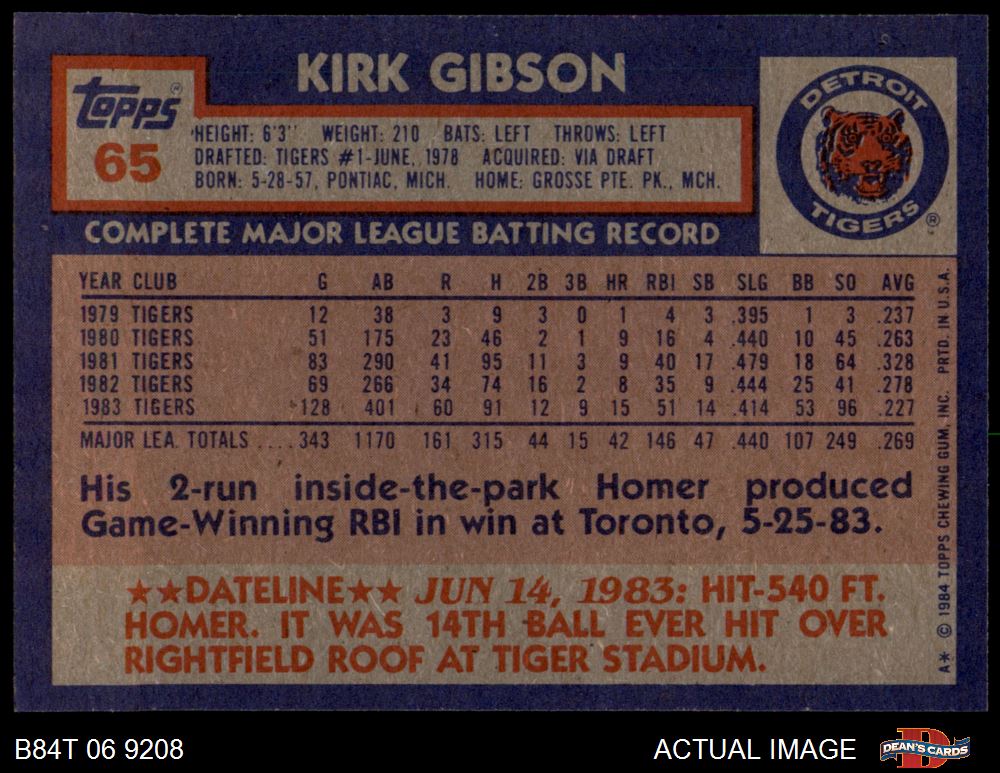 KIRK GIBSON
Topps®
65
HEIGHT: 6'3". WEIGHT: 210 BATS: LEFT THROWS: LEFT
DRAFTED: TIGERS #1-JUNE, 1978 ACQUIRED: VIA DRAFT
BORN: 5-28-57, PONTIAC, MICH. HOME: GROSSE PTE. PK., MCH.
DETROIT
TIGERS®
COMPLETE MAJOR LEAGUE BATTING RECORD
YEAR CLUB G AB R H 2B 3B HR RBI SB SLG BB SO AVG
1979 TIGERS 12 38 3 9 3 0 1 4 3 .395 1 3 .237
1980 TIGERS 51 175 23 46 2 1 9 16 4 .440 10 45 .263
1981 TIGERS 83 290 41 95 11 3 9 40 17 .479 18 64 .328
1982 TIGERS 69 266 34 74 16 2 8 35 9 .444 25 41 .278
1983 TIGERS 128 401 60 91 12 9 15 51 14 .414 53 96 .227
MAJOR LEA. TOTALS .... 343 1170 161 315 44 15 42 146 47 .440 107 249 .269
His 2-run inside-the-park Homer produced
Game-Winning RBI in win at Toronto, 5-25-83.
★★DATELINE★★ JUN 14, 1983: HIT-540 FT.
HOMER. IT WAS 14TH BALL EVER HIT OVER
RIGHTFIELD ROOF AT TIGER STADIUM.
A* © 1984 TOPPS CHEWING GUM, INC. PRTD. IN U.S.A.
B84T 06 9208
ACTUAL IMAGE
DEAN'S CARDS